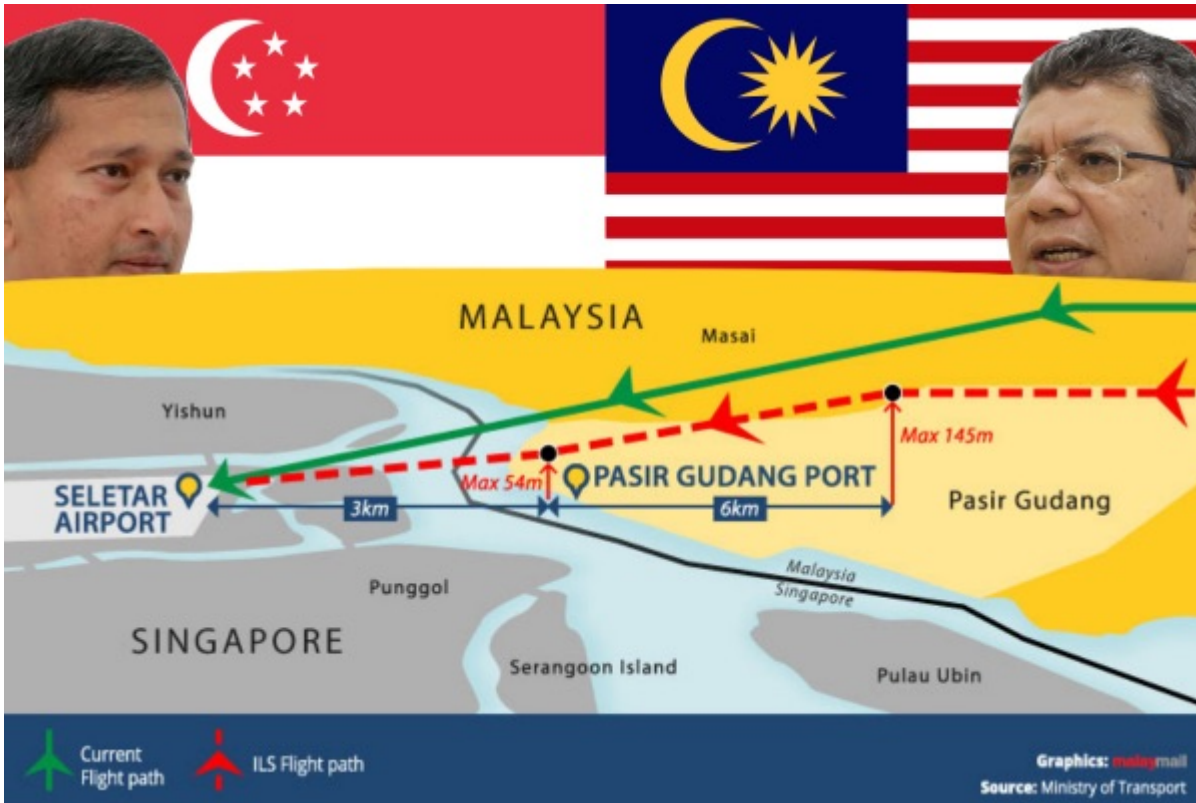 MALAYSIA
Masai
Yishun
Max 145m
Max 54m
PASIR GUDANG PORT
SELETAR
AIRPORT
3km
6km
Pasir Gudang
Malaysia
Singapore
Punggol
SINGAPORE
Serangoon Island
Pulau Ubin
Current
Flight path
ILS Flight path
Graphics: malaymail
Source: Ministry of Transport